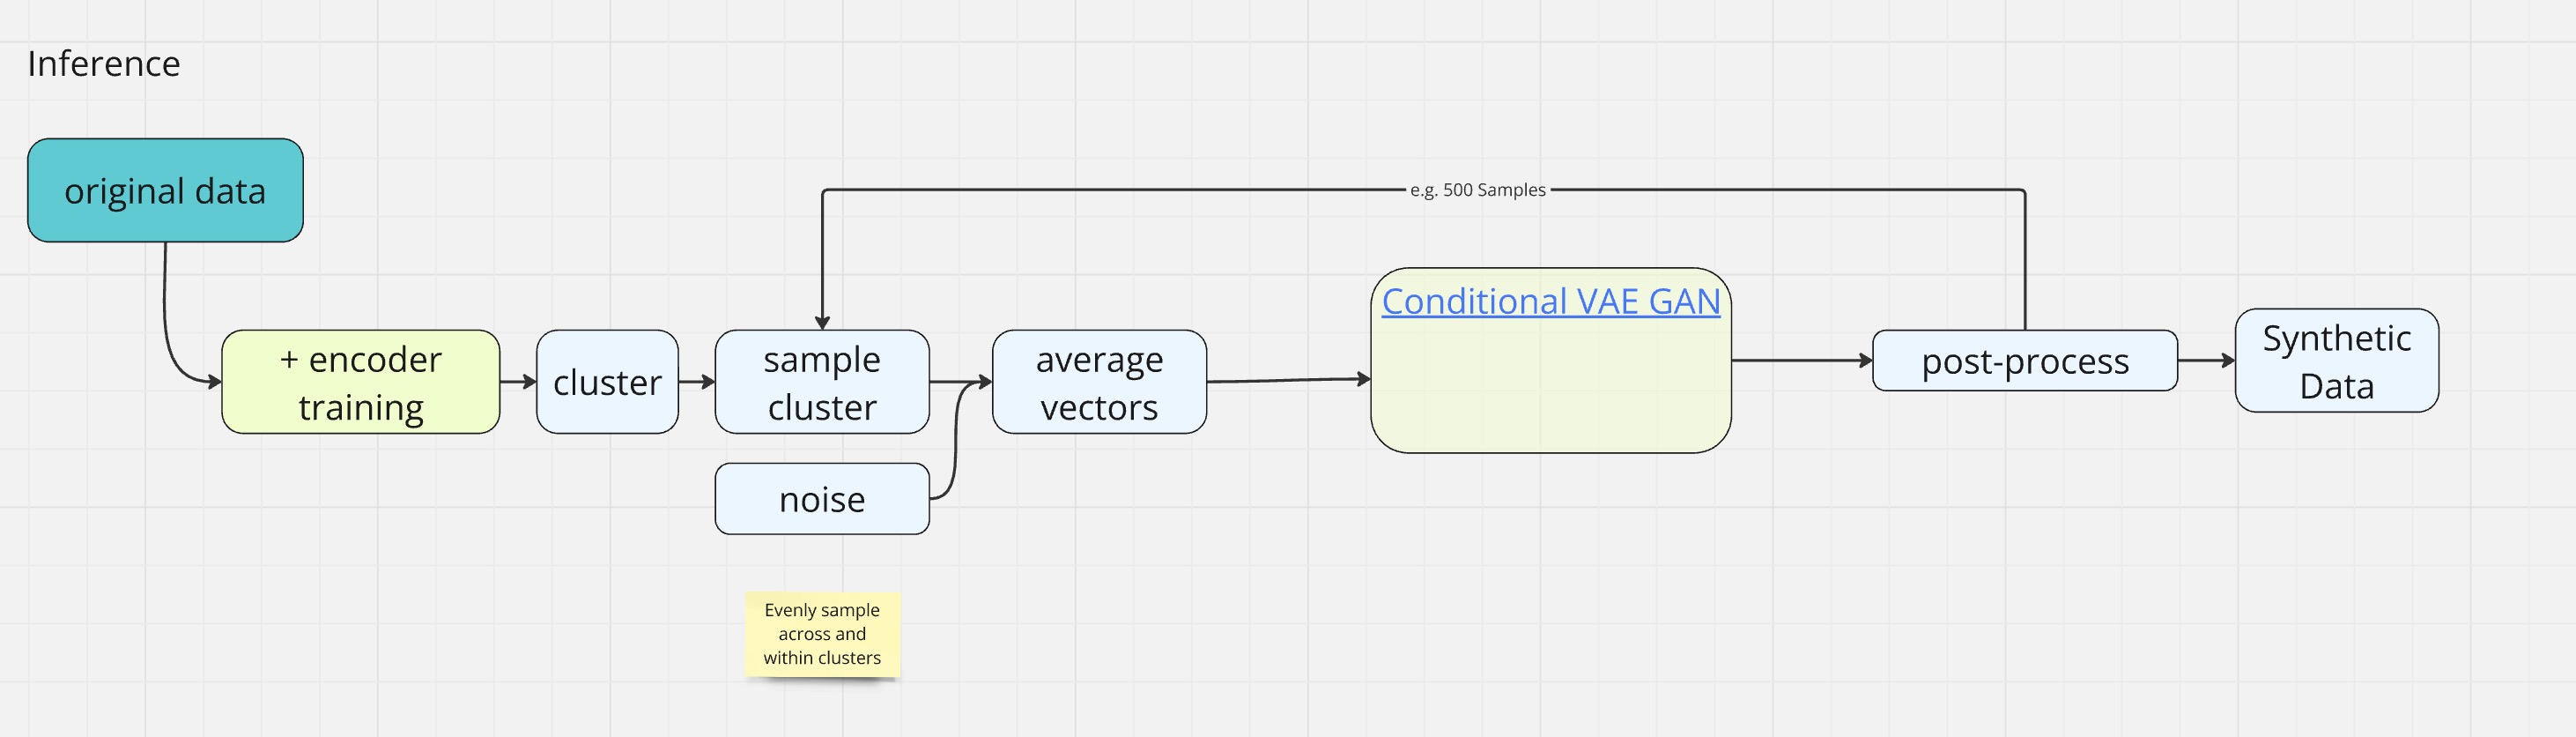 Inference
original data
e.g. 500 Samples
Conditional VAE GAN
+ encoder
training
cluster
sample
cluster
average
vectors
post-process
Synthetic
Data
noise
Evenly sample
across and
within clusters